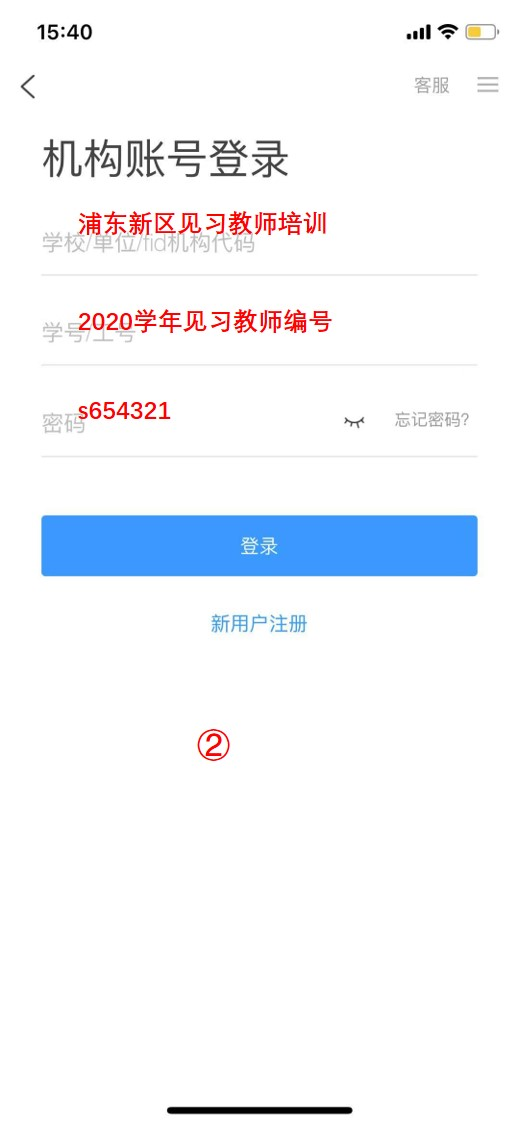 15:40
客服
机构账号登录
浦东新区见习教师培训
学校/单位/fid机构代码
2020学年见习教师编号
学号/工号
s654321
密码
忘记密码?
登录
新用户注册
②